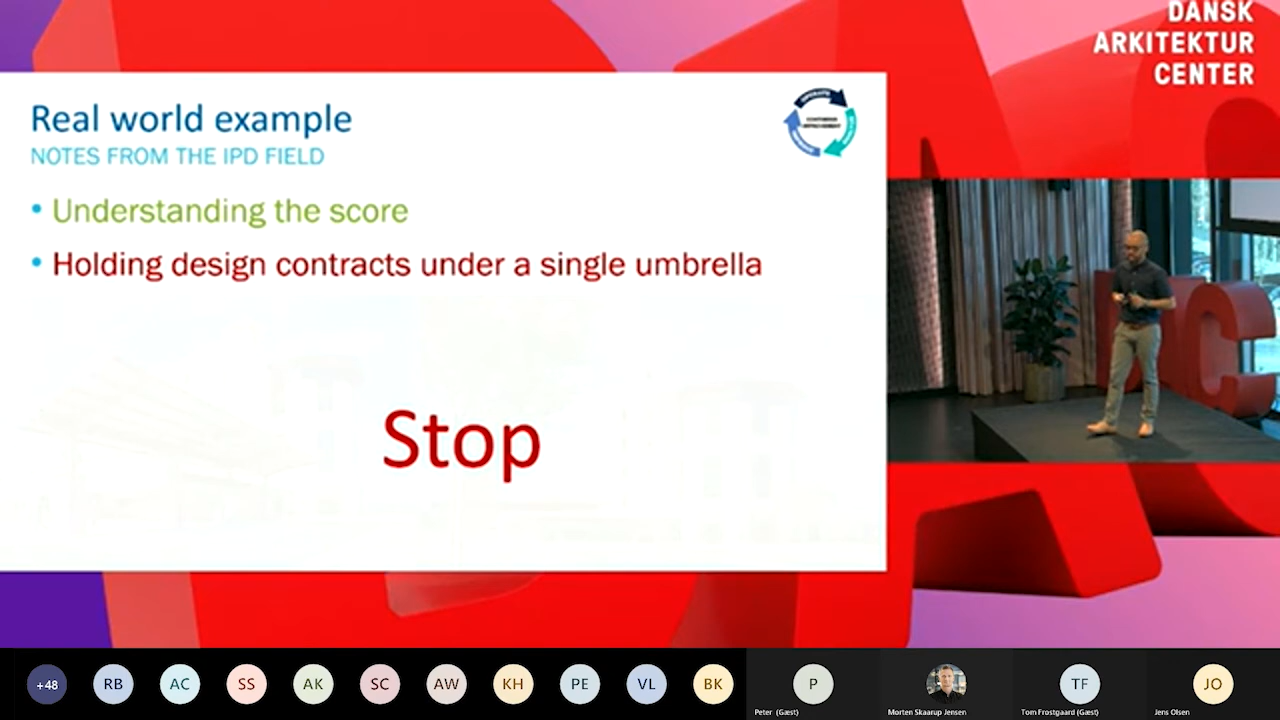 DANSK
ARKITEKTUR
CENTER
Real world example
NOTES FROM THE IPD FIELD
• Understanding the score
• Holding design contracts under a single umbrella
Stop
C
+48
RB
AC
SS
AK
SC
AW
KH
PE
VL
BK
P
TF
JO
Peter (Gæst)
Morten Skaarup Jensen
Tom Frostgaard (Gæst)
Jens Olsen